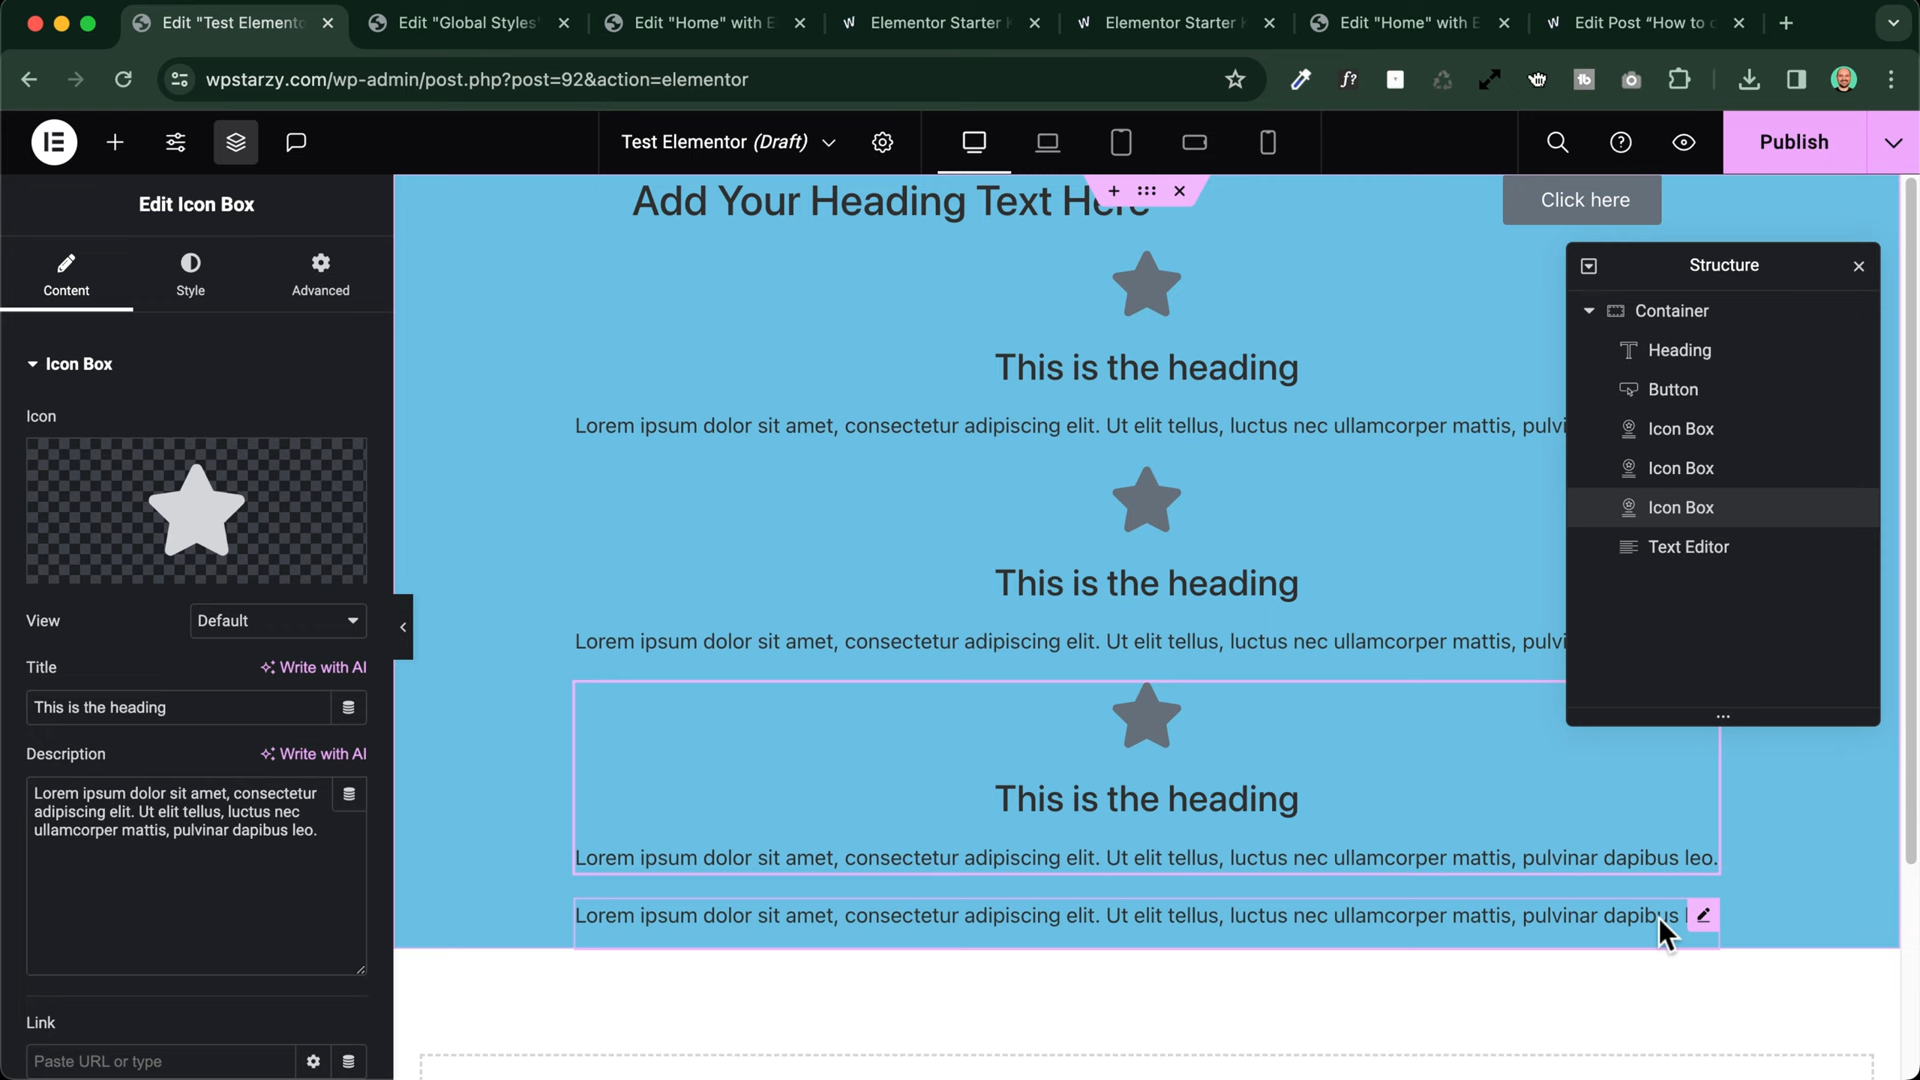 Edit "Test Elemento
Edit "Global Styles"
Edit "Home" with E
Elementor Starter K
Elementor Starter K
Edit "Home" with E
Edit Post “How to c
wpstarzy.com/wp-admin/post.php?post=92&action=elementor
Test Elementor (Draft)
Publish
Edit Icon Box
Content
Style
Advanced
Icon Box
Icon
View
Default
Title
Write with AI
This is the heading
Description
Write with AI
Lorem ipsum dolor sit amet, consectetur
adipiscing elit. Ut elit tellus, luctus nec
ullamcorper mattis, pulvinar dapibus leo.
Link
Paste URL or type
Add Your Heading Text Here
Click here
This is the heading
Lorem ipsum dolor sit amet, consectetur adipiscing elit. Ut elit tellus, luctus nec ullamcorper mattis, pulvi
This is the heading
Lorem ipsum dolor sit amet, consectetur adipiscing elit. Ut elit tellus, luctus nec ullamcorper mattis, pulvi
This is the heading
Lorem ipsum dolor sit amet, consectetur adipiscing elit. Ut elit tellus, luctus nec ullamcorper mattis, pulvinar dapibus leo.
Lorem ipsum dolor sit amet, consectetur adipiscing elit. Ut elit tellus, luctus nec ullamcorper mattis, pulvinar dapibus l
Structure
Container
Heading
Button
Icon Box
Icon Box
Icon Box
Text Editor